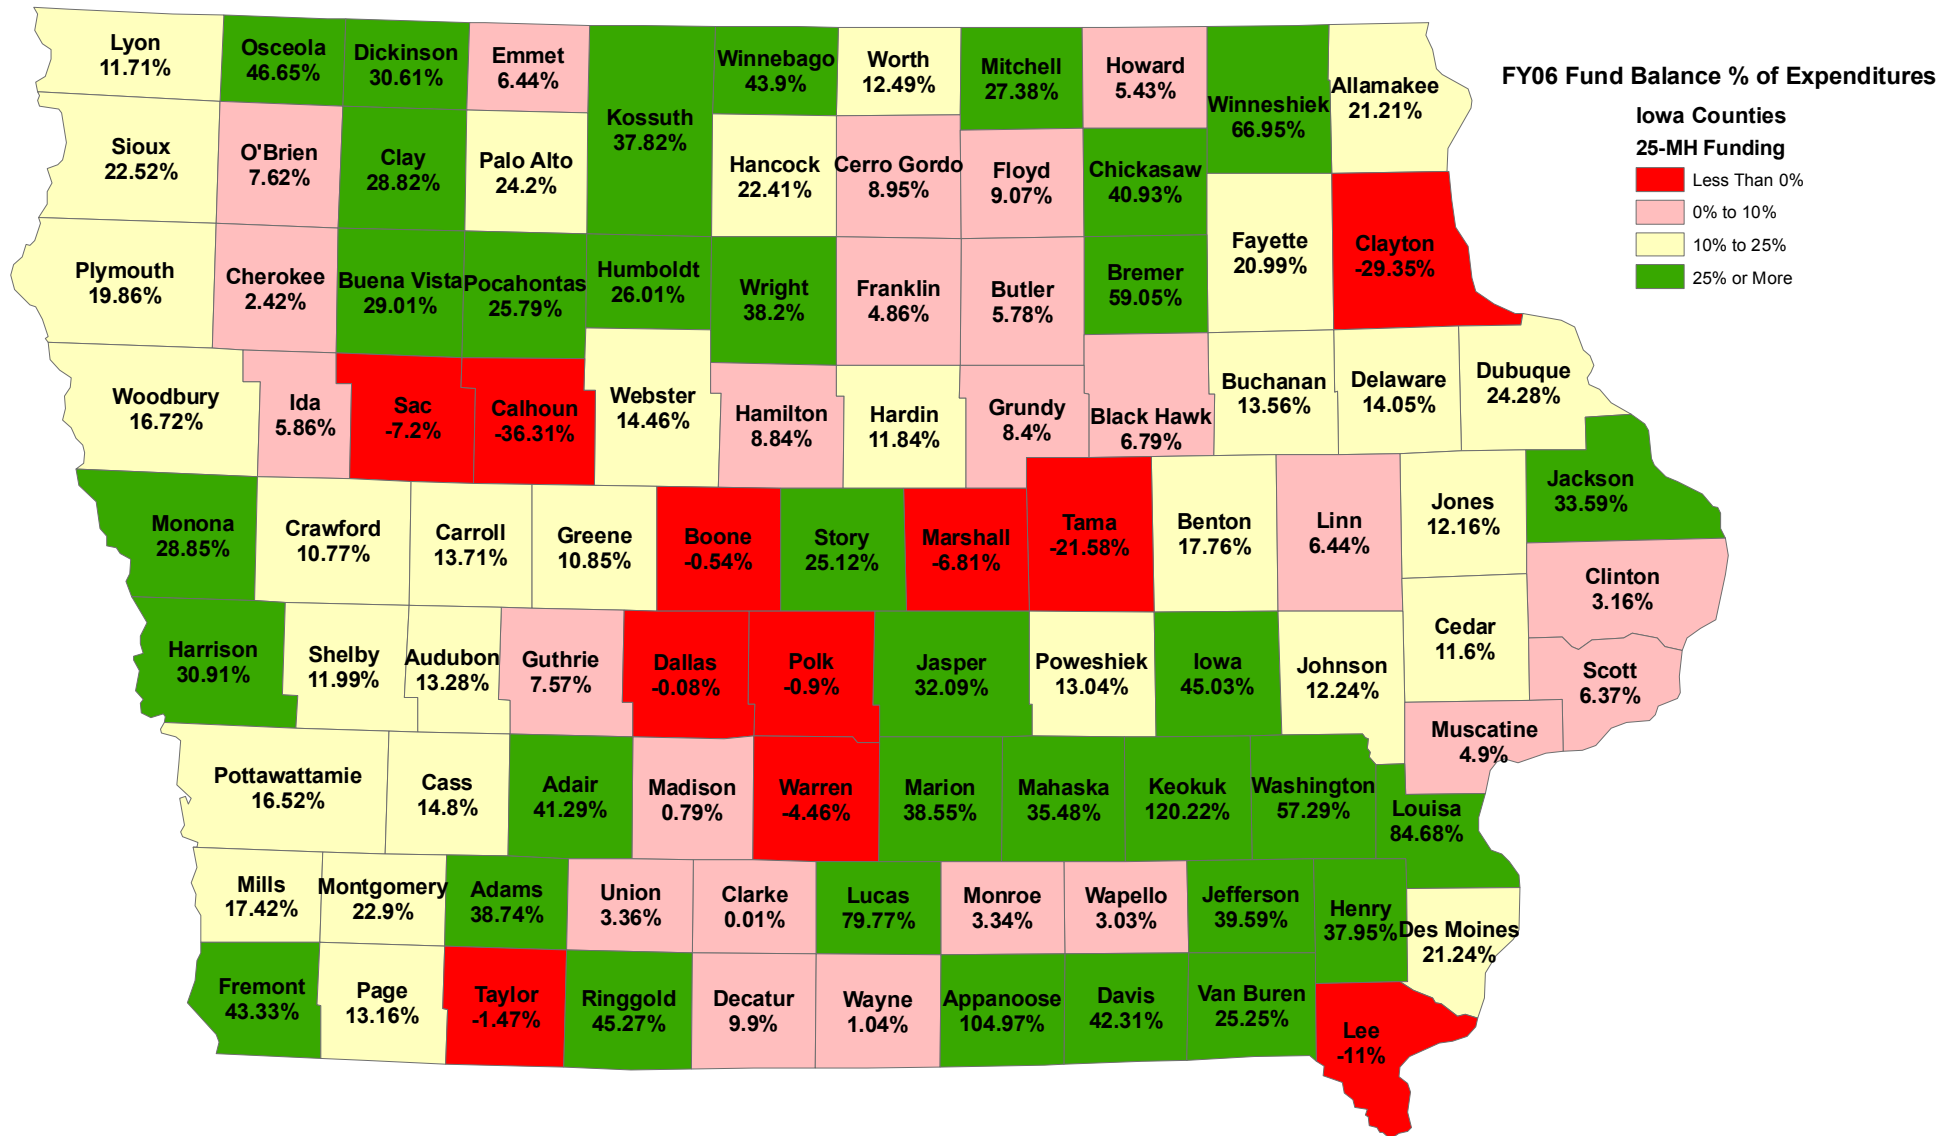 FY06 Fund Balance % of Expenditures
Iowa Counties
25-MH Funding
Less Than 0%
0% to 10%
10% to 25%
25% or More
Lyon
11.71%
Osceola
46.65%
Dickinson
30.61%
Emmet
6.44%
Kossuth
37.82%
Winnebago
43.9%
Worth
12.49%
Mitchell
27.38%
Howard
5.43%
Winneshiek
66.95%
Allamakee
21.21%
Sioux
22.52%
O'Brien
7.62%
Clay
28.82%
Palo Alto
24.2%
Hancock
22.41%
Cerro Gordo
8.95%
Floyd
9.07%
Chickasaw
40.93%
Fayette
20.99%
Clayton
-29.35%
Plymouth
19.86%
Cherokee
2.42%
Buena Vista
29.01%
Pocahontas
25.79%
Humboldt
26.01%
Wright
38.2%
Franklin
4.86%
Butler
5.78%
Bremer
59.05%
Woodbury
16.72%
Ida
5.86%
Sac
-7.2%
Calhoun
-36.31%
Webster
14.46%
Hamilton
8.84%
Hardin
11.84%
Grundy
8.4%
Black Hawk
6.79%
Buchanan
13.56%
Delaware
14.05%
Dubuque
24.28%
Monona
28.85%
Crawford
10.77%
Carroll
13.71%
Greene
10.85%
Boone
-0.54%
Story
25.12%
Marshall
-6.81%
Tama
-21.58%
Benton
17.76%
Linn
6.44%
Jones
12.16%
Jackson
33.59%
Clinton
3.16%
Harrison
30.91%
Shelby
11.99%
Audubon
13.28%
Guthrie
7.57%
Dallas
-0.08%
Polk
-0.9%
Jasper
32.09%
Poweshiek
13.04%
Iowa
45.03%
Johnson
12.24%
Cedar
11.6%
Scott
6.37%
Muscatine
4.9%
Pottawattamie
16.52%
Cass
14.8%
Adair
41.29%
Madison
0.79%
Warren
-4.46%
Marion
38.55%
Mahaska
35.48%
Keokuk
120.22%
Washington
57.29%
Louisa
84.68%
Mills
17.42%
Montgomery
22.9%
Adams
38.74%
Union
3.36%
Clarke
0.01%
Lucas
79.77%
Monroe
3.34%
Wapello
3.03%
Jefferson
39.59%
Henry
37.95%
Des Moines
21.24%
Fremont
43.33%
Page
13.16%
Taylor
-1.47%
Ringgold
45.27%
Decatur
9.9%
Wayne
1.04%
Appanoose
104.97%
Davis
42.31%
Van Buren
25.25%
Lee
-11%